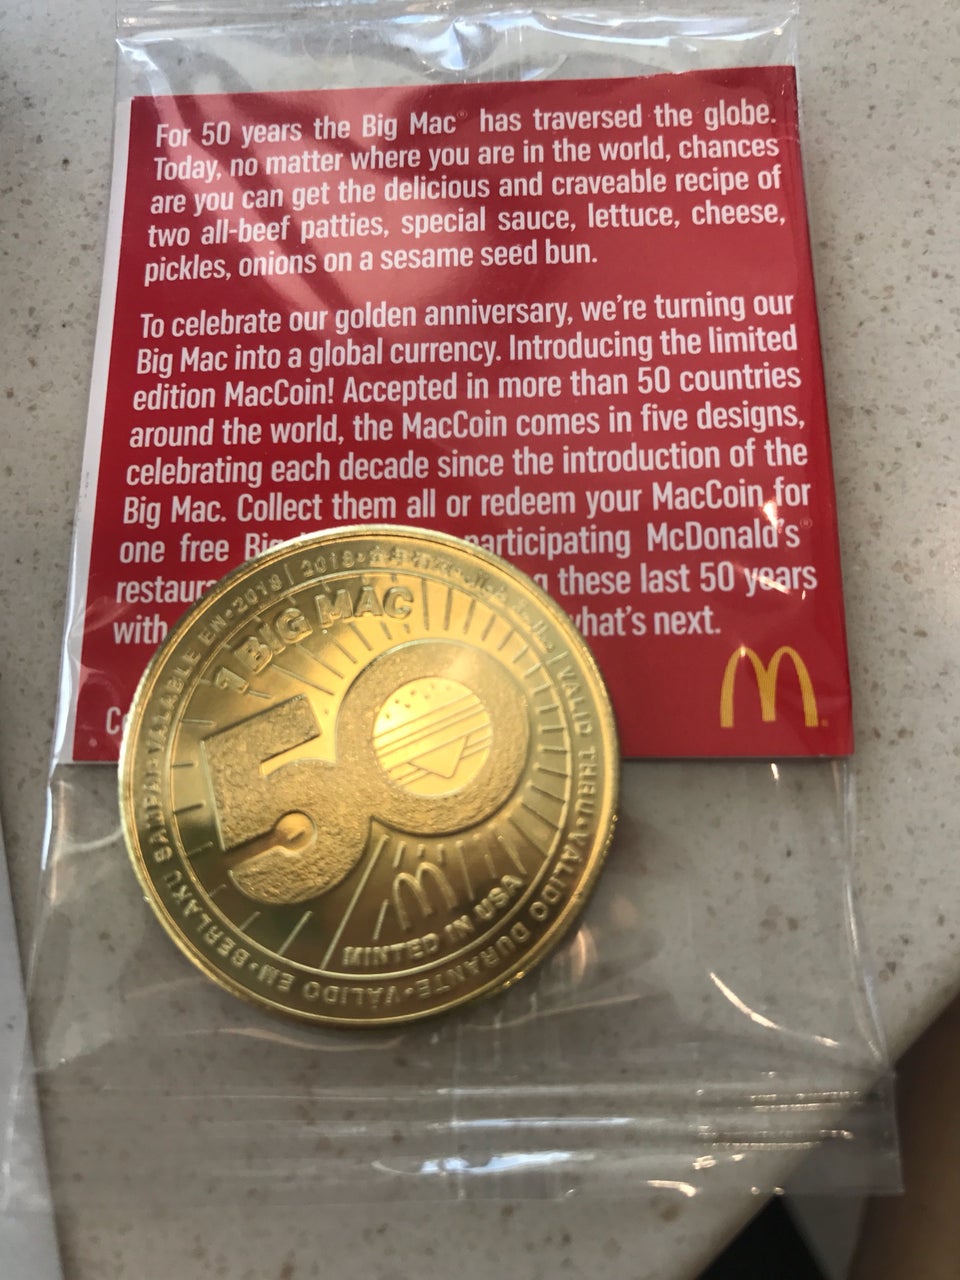 For 50 years the Big Mac® has traversed the globe.
Today, no matter where you are in the world, chances
are you can get the delicious and craveable recipe of
two all-beef patties, special sauce, lettuce, cheese,
pickles, onions on a sesame seed bun.
To celebrate our golden anniversary, we're turning our
Big Mac into a global currency. Introducing the limited
edition MacCoin! Accepted in more than 50 countries
around the world, the MacCoin comes in five designs,
celebrating each decade since the introduction of the
Big Mac. Collect them all or redeem your MacCoin for
one free participating McDonald's®
these last 50 years
with what's next.
1 BIG MAC
50
MINTED IN USA
VALID THRU•VALIDO DURANTE•VÁLIDO EM•BERLAKU SAMPAI•VALABLE EN•2018 | 2018•